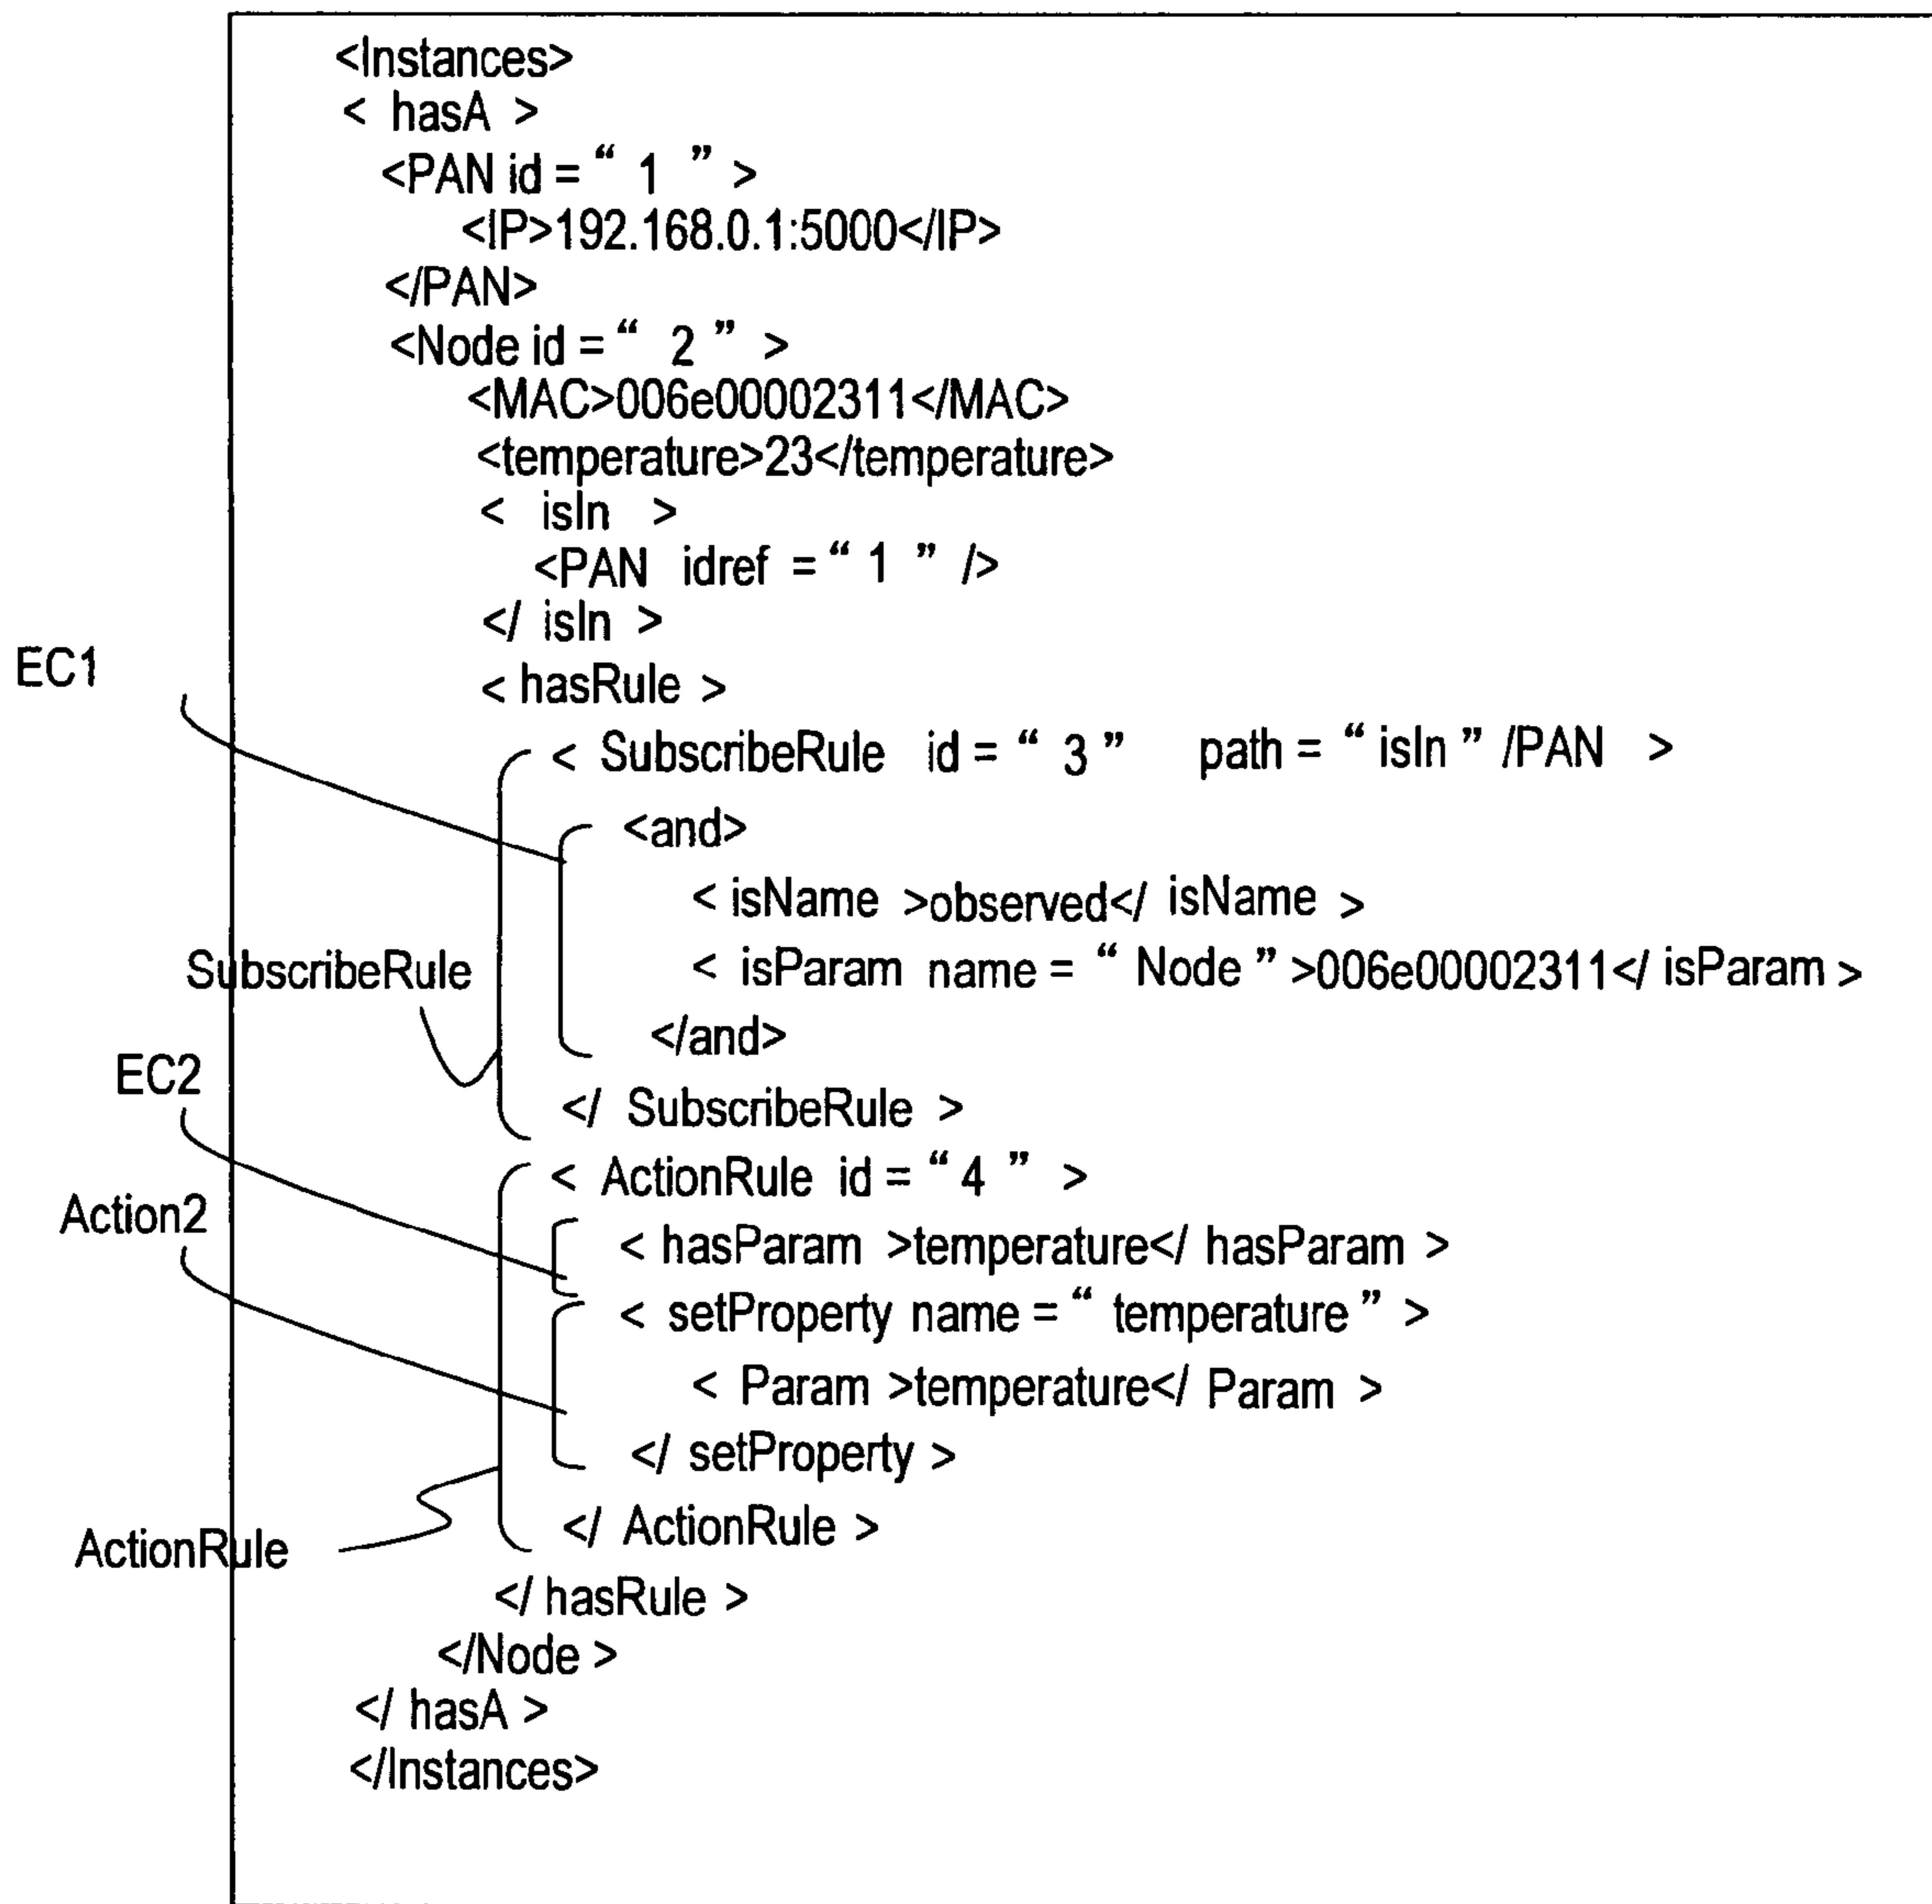 <Instances>
< hasA >
<PAN id = “ 1 ” >
<IP>192.168.0.1:5000</IP>
</PAN>
<Node id = “ 2 ” >
<MAC>006e00002311</MAC>
<temperature>23</temperature>
< isIn >
<PAN idref = “ 1 ” />
</ isIn >
EC1
< hasRule >
< SubscribeRule id = “ 3 ” path = “ isIn ” /PAN >
<and>
< isName >observed</ isName >
SubscribeRule
< isParam name = “ Node ” >006e00002311</ isParam >
</and>
EC2
</ SubscribeRule >
< ActionRule id = “ 4 ” >
Action2
< hasParam >temperature</ hasParam >
< setProperty name = “ temperature ” >
< Param >temperature</ Param >
</ setProperty >
</ ActionRule >
ActionRule
</ hasRule >
</Node >
</ hasA >
</Instances>